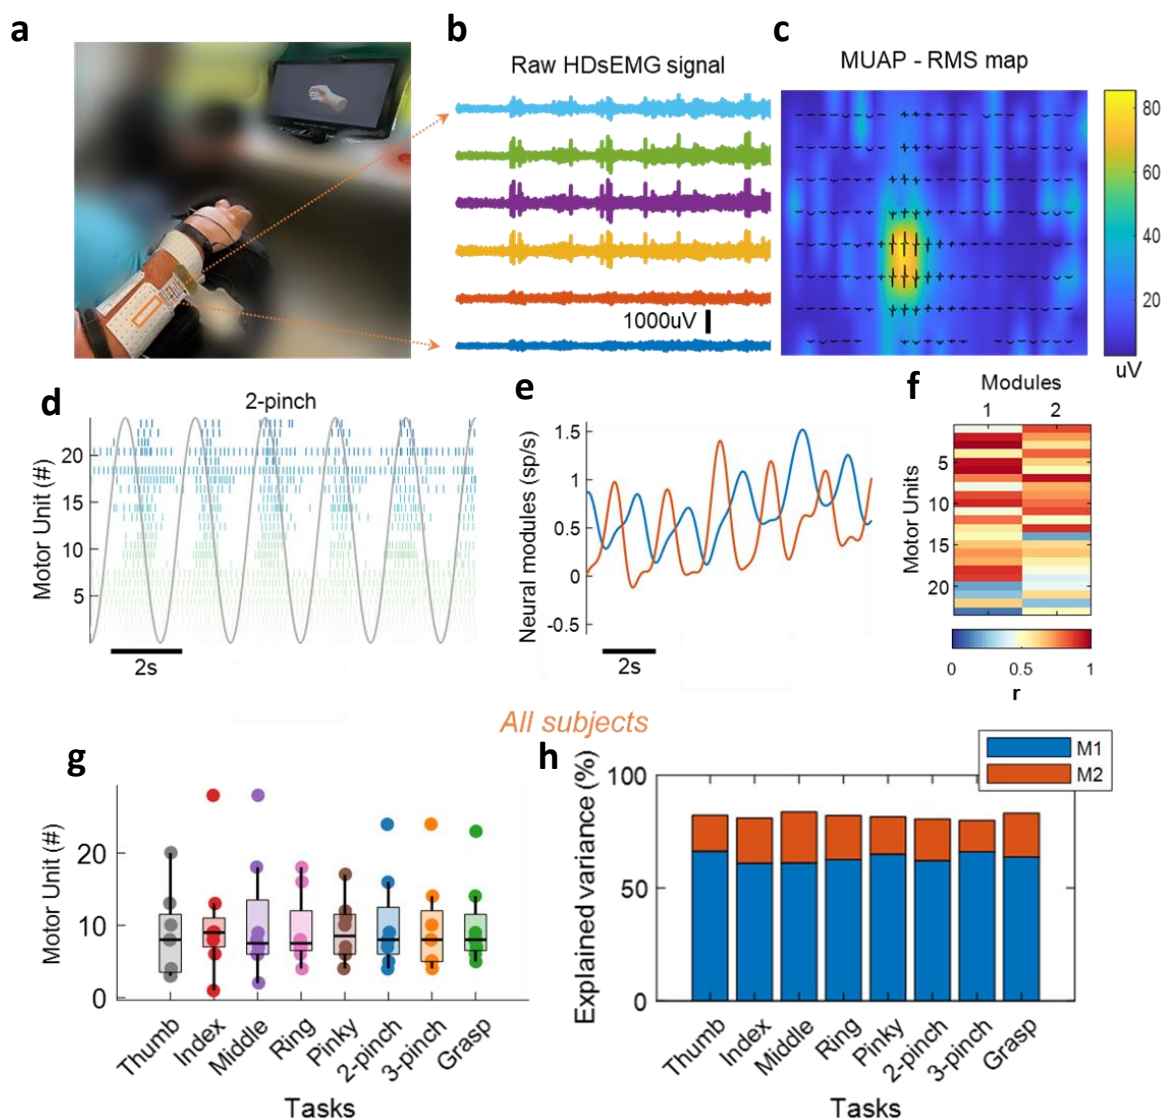 a
b
c
Raw HDsEMG signal
MUAP - RMS map
80
60
40
20
uV
1000uV
d
2-pinch
Motor Unit (#)
20
15
10
5
2s
e
Neural modules (sp/s)
1.5
1
0.5
0
-0.5
2s
f
Modules
1 2
Motor Units
5
10
15
20
0 0.5 1
r
All subjects
g
Motor Unit (#)
20
10
0
Thumb
Index
Middle
Ring
Pinky
2-pinch
3-pinch
Grasp
Tasks
h
M1
M2
Explained variance (%)
100
50
0
Thumb
Index
Middle
Ring
Pinky
2-pinch
3-pinch
Grasp
Tasks